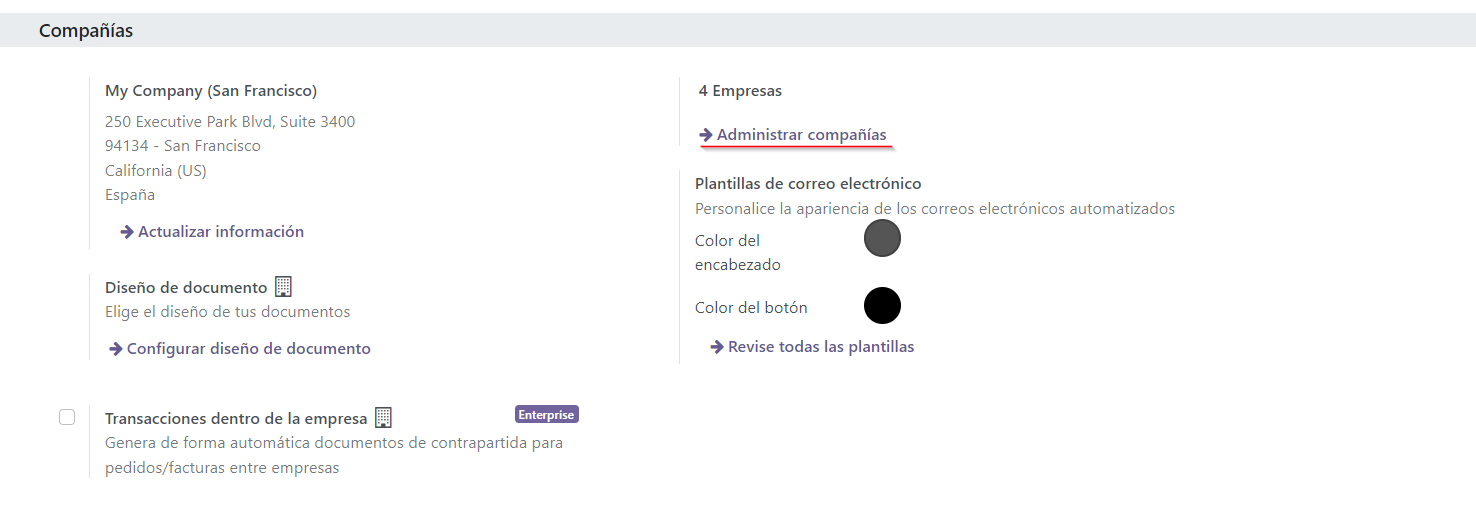 Compañías
My Company (San Francisco)
250 Executive Park Blvd, Suite 3400
94134 - San Francisco
California (US)
España
Actualizar información
Diseño de documento
Elige el diseño de tus documentos
Configurar diseño de documento
Transacciones dentro de la empresa
Enterprise
Genera de forma automática documentos de contrapartida para
pedidos/facturas entre empresas
4 Empresas
Administrar compañías
Plantillas de correo electrónico
Personalice la apariencia de los correos electrónicos automatizados
Color del
encabezado
Color del botón
Revise todas las plantillas